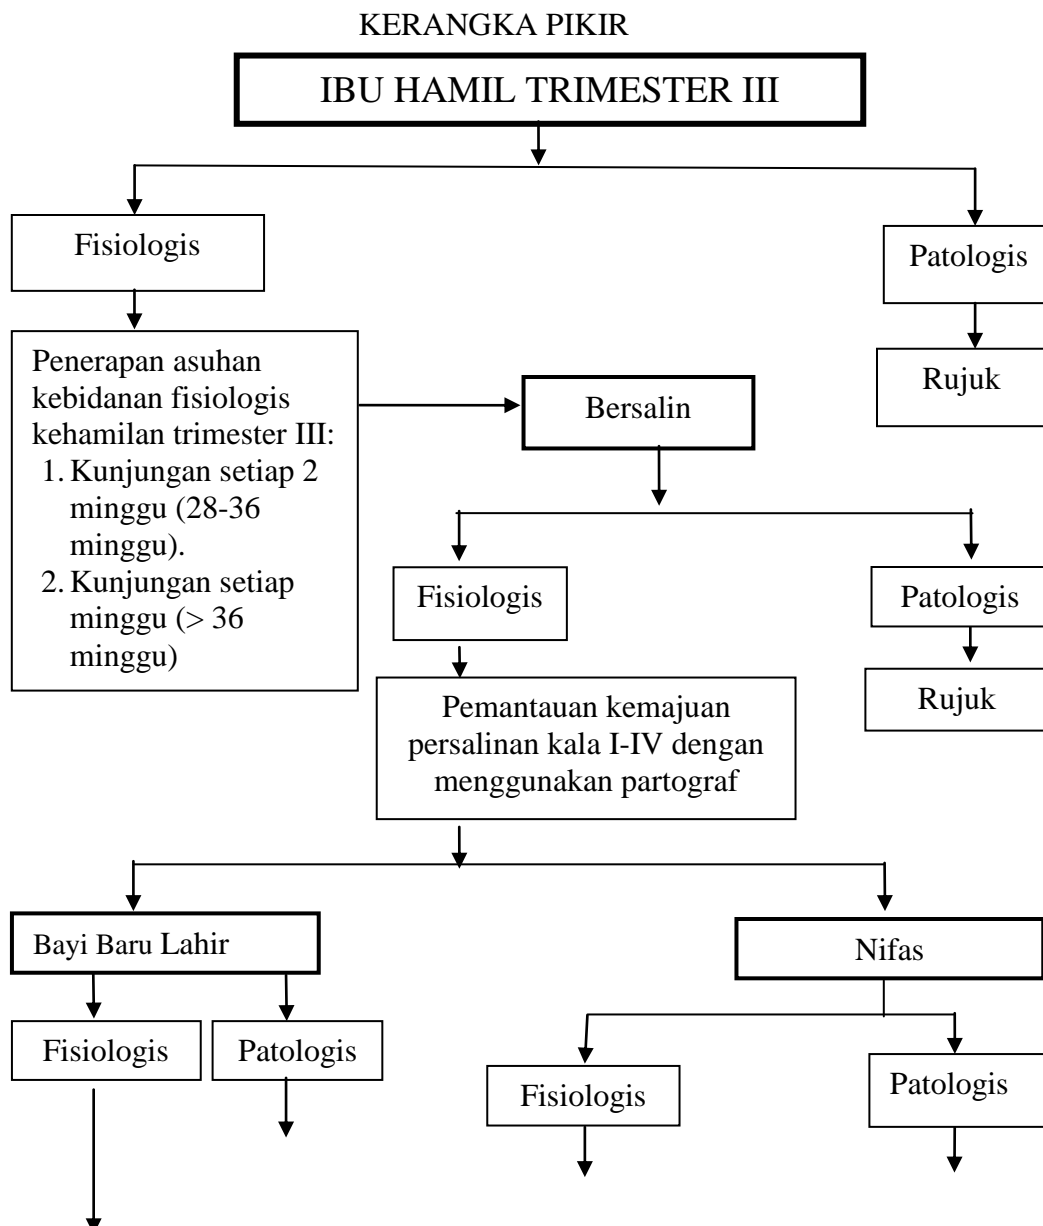 KERANGKA PIKIR
IBU HAMIL TRIMESTER III
Fisiologis
Patologis
Penerapan asuhan
kebidanan fisiologis
kehamilan trimester III:
1. Kunjungan setiap 2
minggu (28-36
minggu).
2. Kunjungan setiap
minggu (> 36
minggu)
Rujuk
Bersalin
Fisiologis
Patologis
Rujuk
Pemantauan kemajuan
persalinan kala I-IV dengan
menggunakan partograf
Bayi Baru Lahir
Nifas
Fisiologis
Patologis
Fisiologis
Patologis